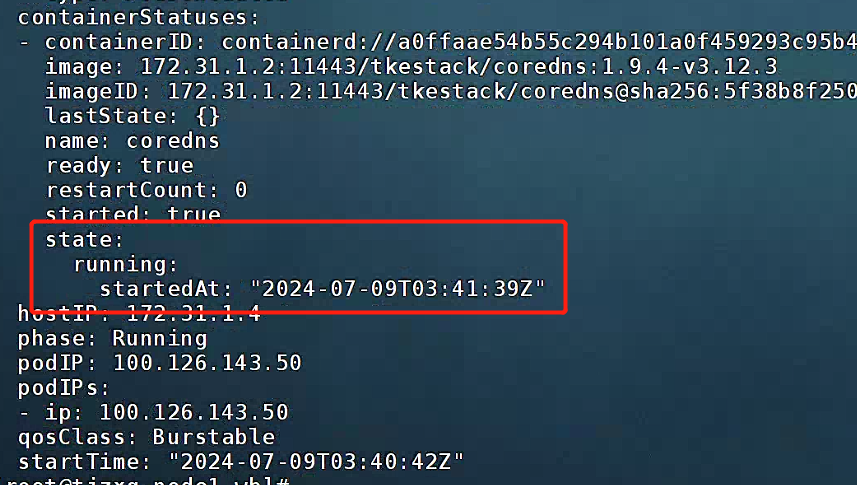 containerStatuses:
- containerID: containerd://a0ffaae54b55c294b101a0f459293c95b4
image: 172.31.1.2:11443/tkestack/coredns:1.9.4-v3.12.3
imageID: 172.31.1.2:11443/tkestack/coredns@sha256:5f38b8f250
lastState: {}
name: coredns
ready: true
restartCount: 0
started: true
state:
running:
startedAt: "2024-07-09T03:41:39Z"
hostIP: 172.31.1.4
phase: Running
podIP: 100.126.143.50
podIPs:
- ip: 100.126.143.50
qosClass: Burstable
startTime: "2024-07-09T03:40:42Z"